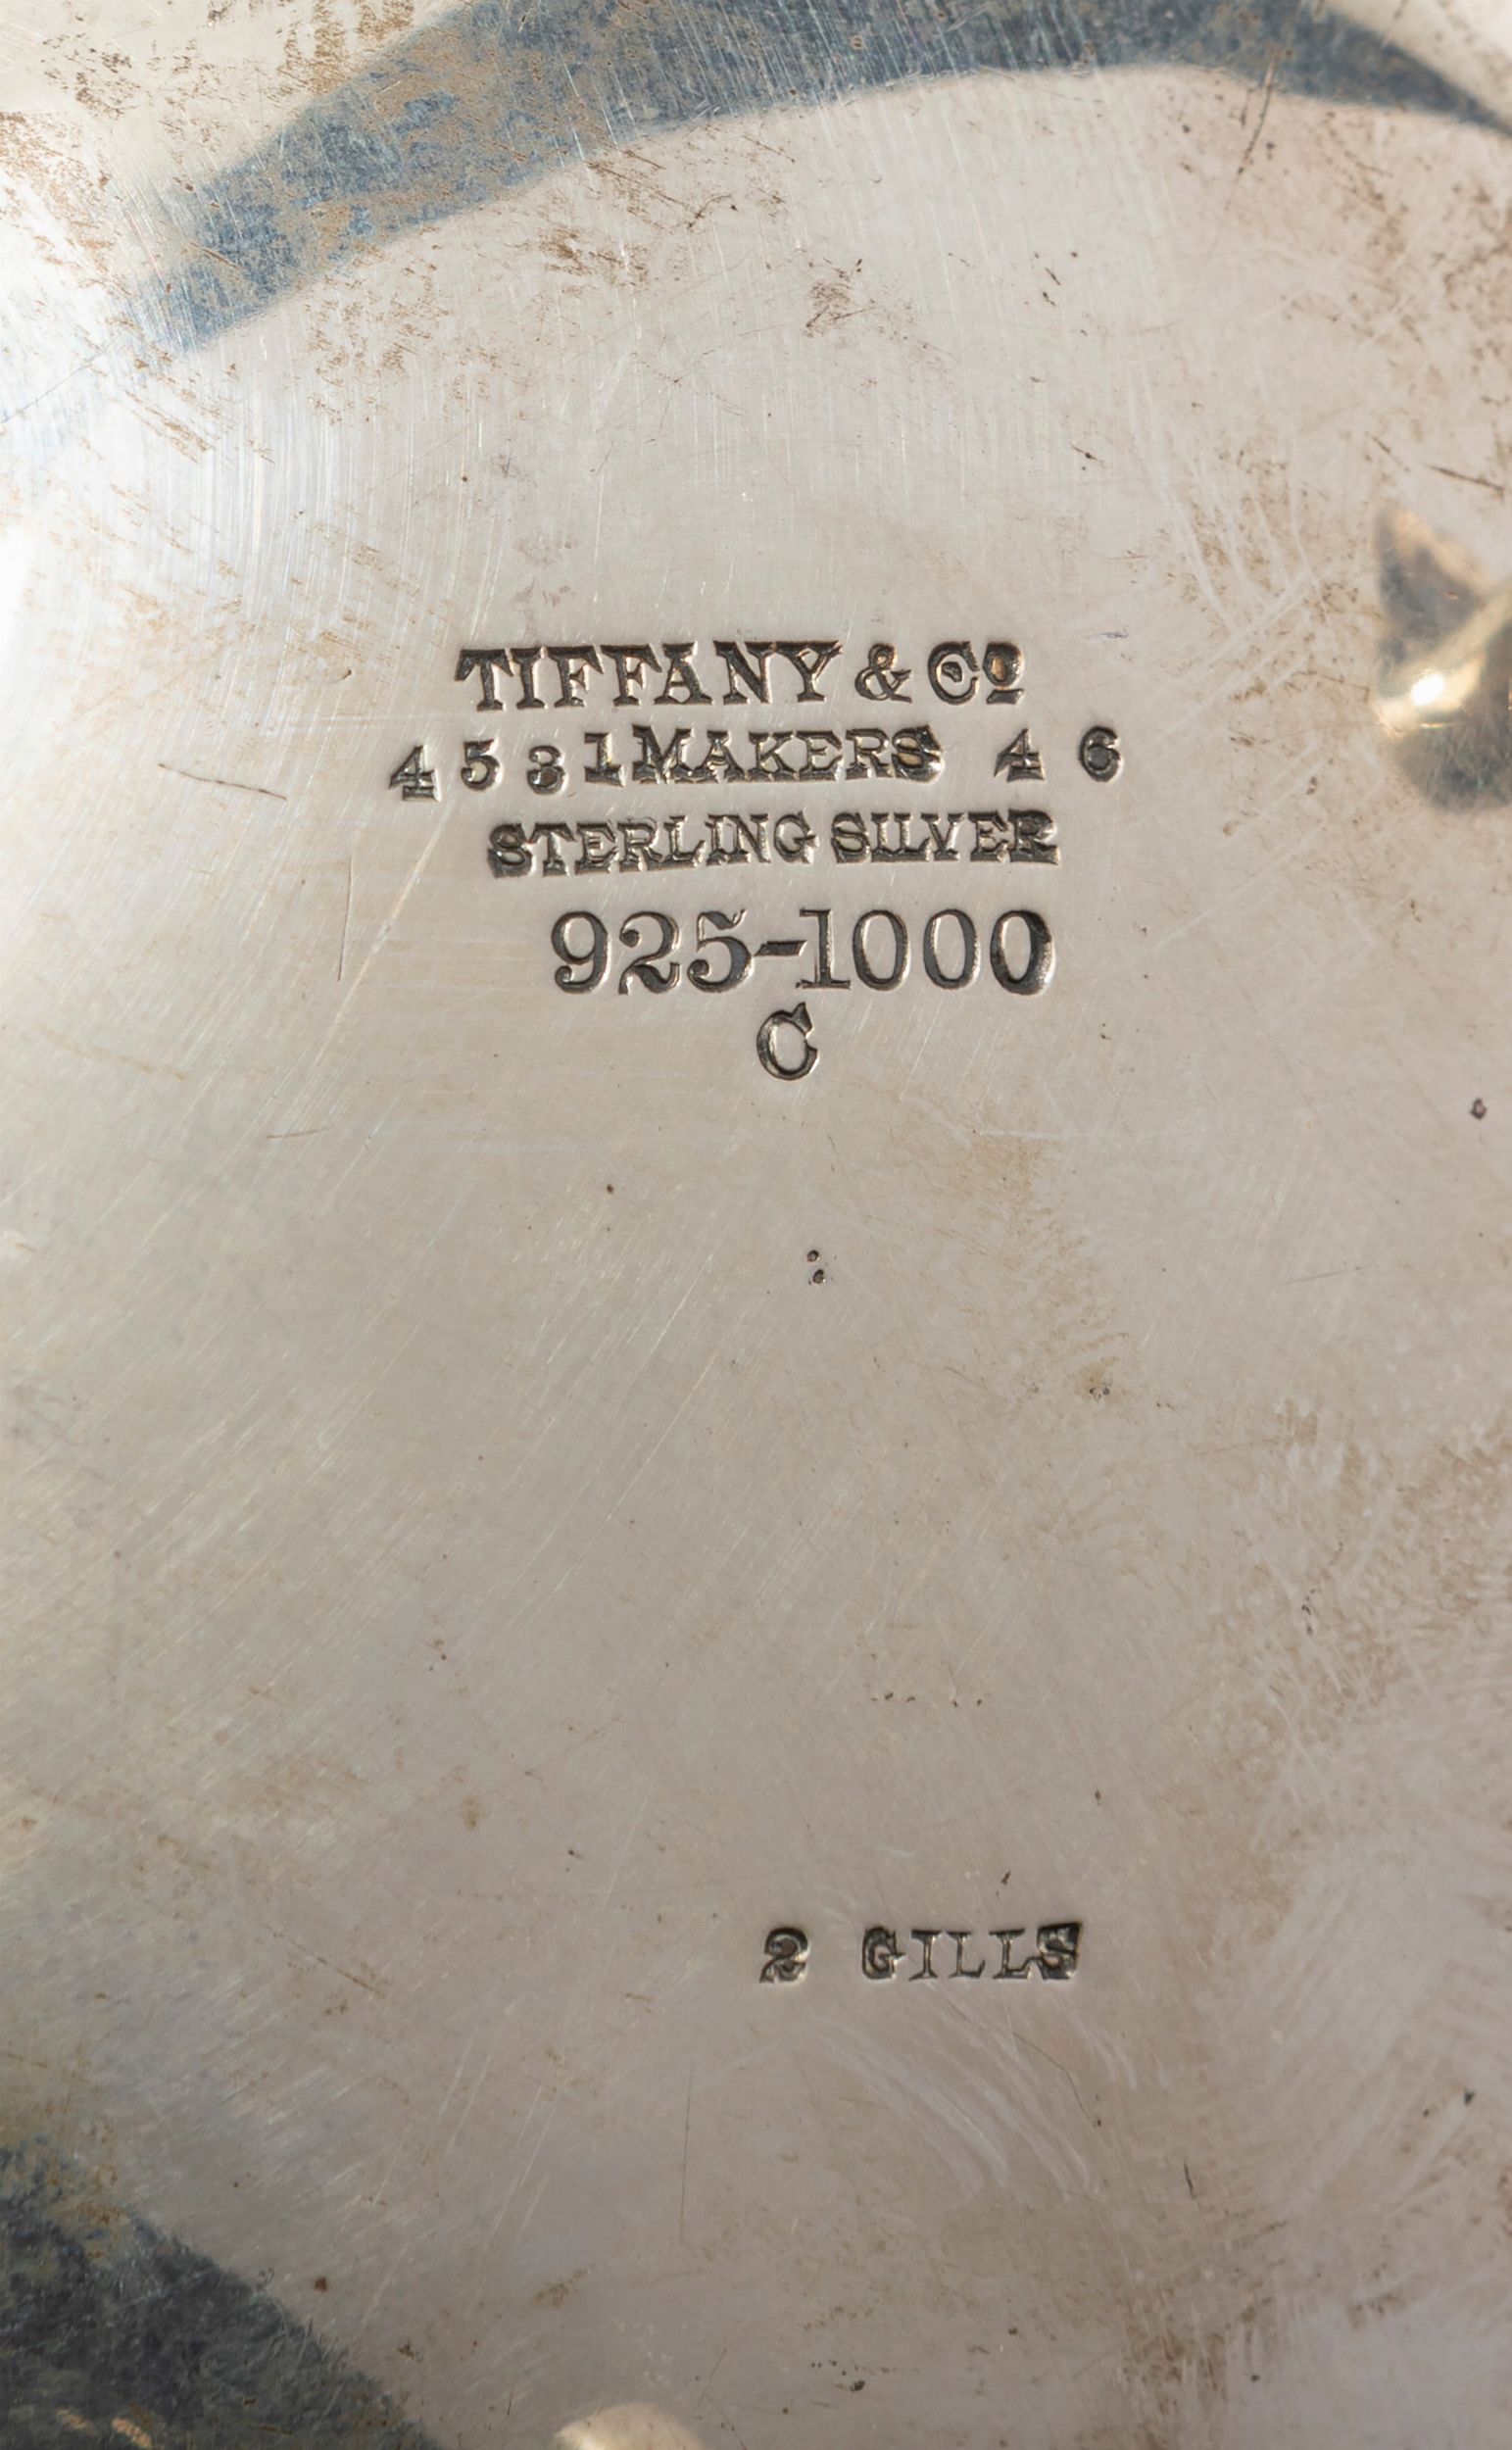 TIFFANY & Cº
4531 MAKERS 46
STERLING SILVER
925-1000
C
2 GILLS